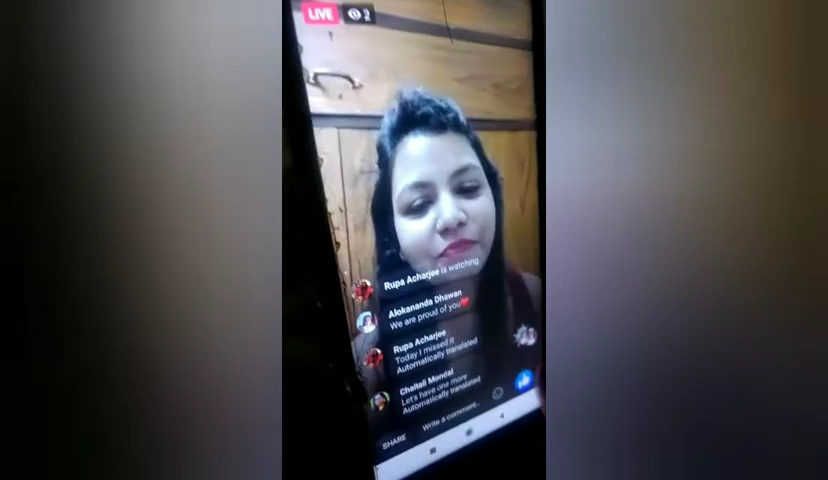 LIVE
Rupa Acharjee is watching.
Alokananda Dhawan
We are proud of you❤️
Rupa Acharjee
Today I missed it
Automatically translated
Chaitali Mondal
Let's have one more
Automatically translated
SHARE
Write a comment...